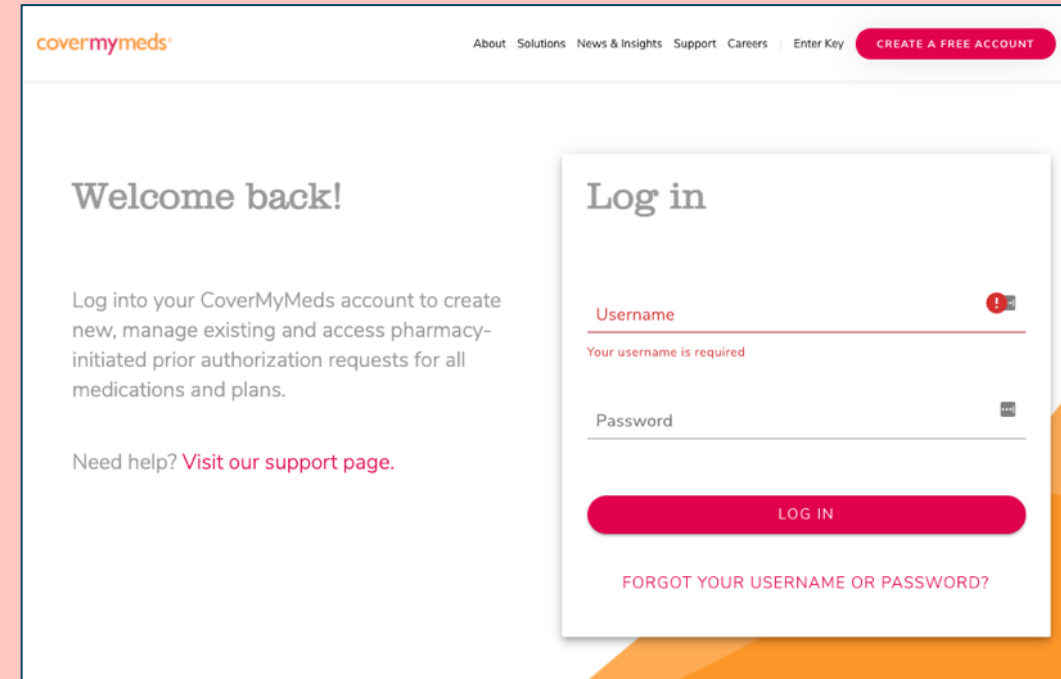 covermymeds®
About Solutions News & Insights Support Careers | Enter Key CREATE A FREE ACCOUNT
Welcome back!
Log into your CoverMyMeds account to create
new, manage existing and access pharmacy-
initiated prior authorization requests for all
medications and plans.
Need help? Visit our support page.
Log in
Username
Your username is required
Password
LOG IN
FORGOT YOUR USERNAME OR PASSWORD?